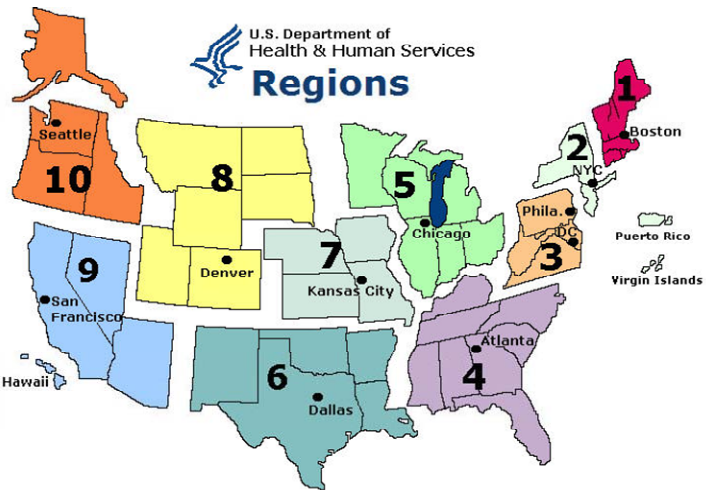 U.S. Department of
Health & Human Services
Regions
1
Boston
2
NYC
Seattle
10
8
5
Chicago
Phila.
DC
3
Puerto Rico
Virgin Islands
9
Denver
7
Kansas City
San
Francisco
Atlanta
4
Hawaii
6
Dallas